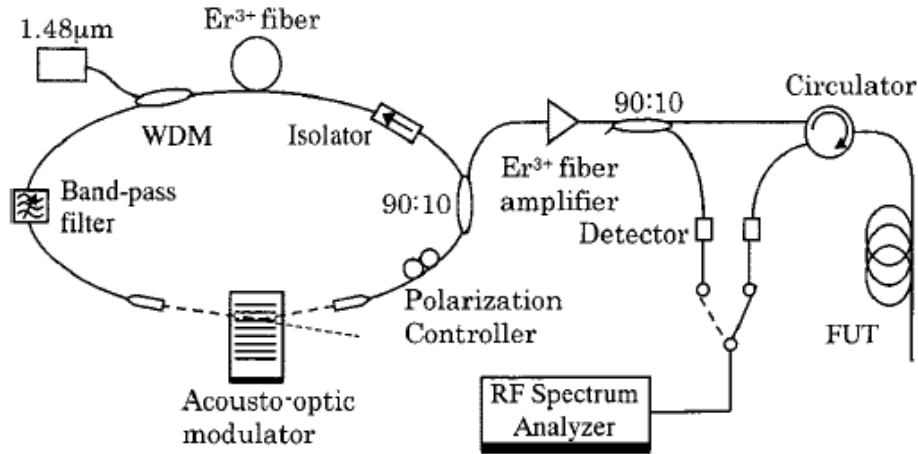 1.48μm
Er³⁺ fiber
WDM
Isolator
Band-pass
filter
90:10
Polarization
Controller
Acousto-optic
modulator
Er³⁺ fiber
amplifier
90:10
Circulator
Detector
FUT
RF Spectrum
Analyzer